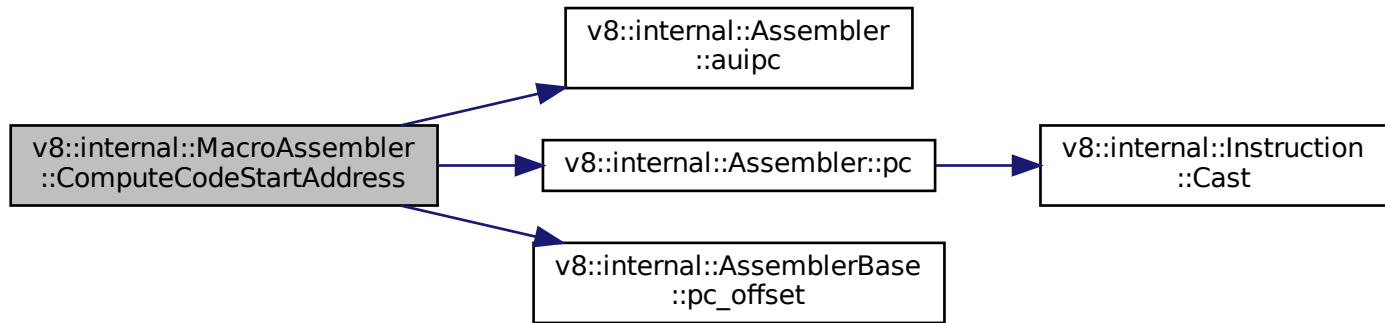 v8::internal::Assembler
::auipc
v8::internal::MacroAssembler
::ComputeCodeStartAddress
v8::internal::Assembler::pc
v8::internal::Instruction
::Cast
v8::internal::AssemblerBase
::pc_offset